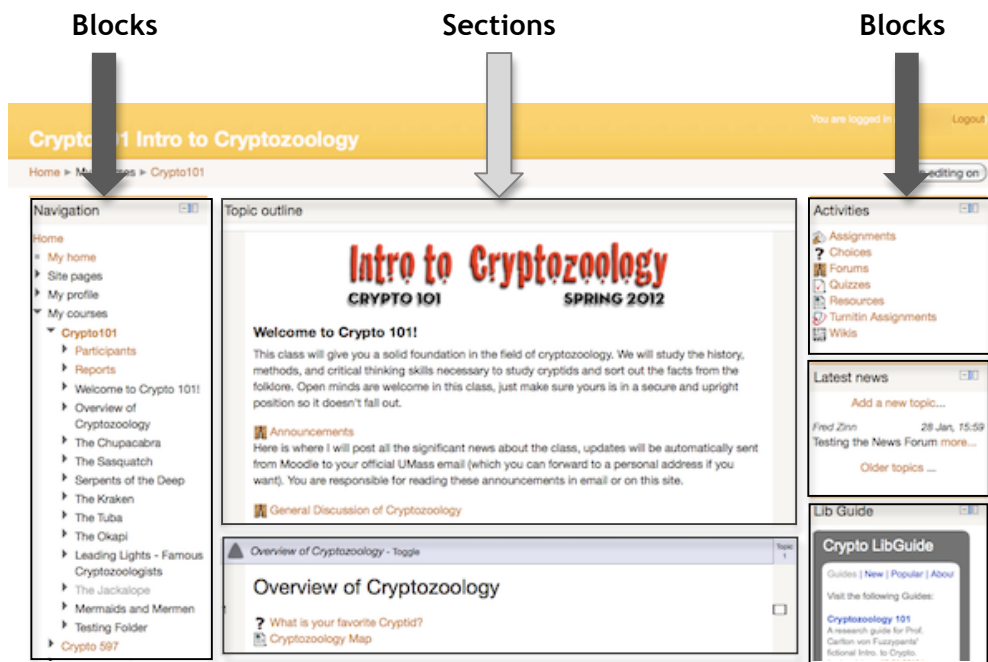 Blocks
Sections
Blocks
You are logged in
Logout
Crypto101 Intro to Cryptozoology
Home ► My courses ► Crypto101
editing on
Navigation
Home
My home
Site pages
My profile
My courses
Crypto101
Participants
Reports
Welcome to Crypto 101!
Overview of
Cryptozoology
The Chupacabra
The Sasquatch
Serpents of the Deep
The Kraken
The Tuba
The Okapi
Leading Lights - Famous
Cryptozoologists
The Jackalope
Mermaids and Mermen
Testing Folder
Crypto 597
Topic outline
Intro to Cryptozoology
CRYPTO 101 SPRING 2012
Welcome to Crypto 101!
This class will give you a solid foundation in the field of cryptozoology. We will study the history,
methods, and critical thinking skills necessary to study cryptids and sort out the facts from the
folklore. Open minds are welcome in this class, just make sure yours is in a secure and upright
position so it doesn't fall out.
Announcements
Here is where I will post all the significant news about the class, updates will be automatically sent
from Moodle to your official UMass email (which you can forward to a personal address if you
want). You are responsible for reading these announcements in email or on this site.
General Discussion of Cryptozoology
Overview of Cryptozoology - Toggle
Topic
1
Overview of Cryptozoology
What is your favorite Cryptid?
Cryptozoology Map
Activities
Assignments
Choices
Forums
Quizzes
Resources
Turnitin Assignments
Wikis
Latest news
Add a new topic...
Fred Zinn 28 Jan, 15:59
Testing the News Forum more...
Older topics ...
Lib Guide
Crypto LibGuide
Guides | New | Popular | About
Visit the following Guides:
Cryptozoology 101
A research guide for Prof.
Carlton von Fuzzypants'
fictional Intro. to Crypto.